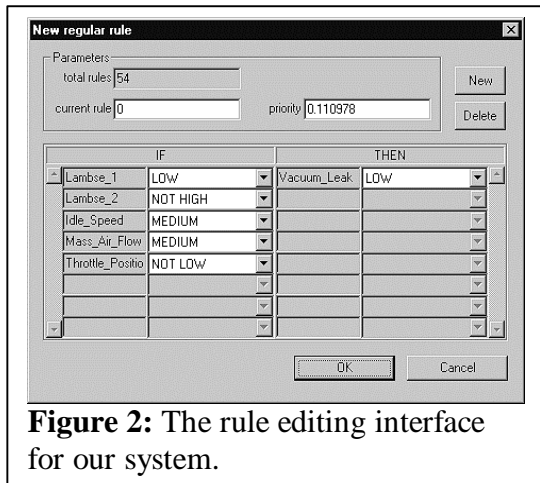 New regular rule
Parameters
total rules 54
New
current rule 0 priority 0.110978
Delete
IF THEN
Lambse_1 LOW Vacuum_Leak LOW
Lambse_2 NOT HIGH
Idle_Speed MEDIUM
Mass_Air_Flow MEDIUM
Throttle_Positio NOT LOW
OK Cancel
Figure 2: The rule editing interface
for our system.